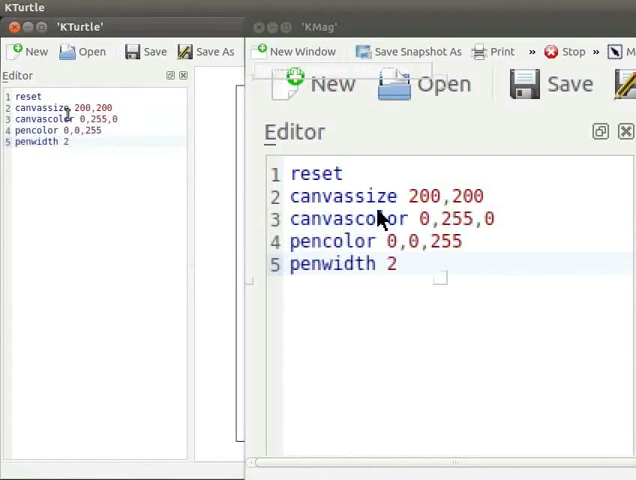 KTurtle
'KTurtle'
New Open Save Save As
Editor
1 reset
2 canvassize 200,200
3 canvascolor 0,255,0
4 pencolor 0,0,255
5 penwidth 2
'KMag'
New Window Save Snapshot As Print » Stop » M
New Open Save
Editor
1 reset
2 canvassize 200,200
3 canvascolor 0,255,0
4 pencolor 0,0,255
5 penwidth 2